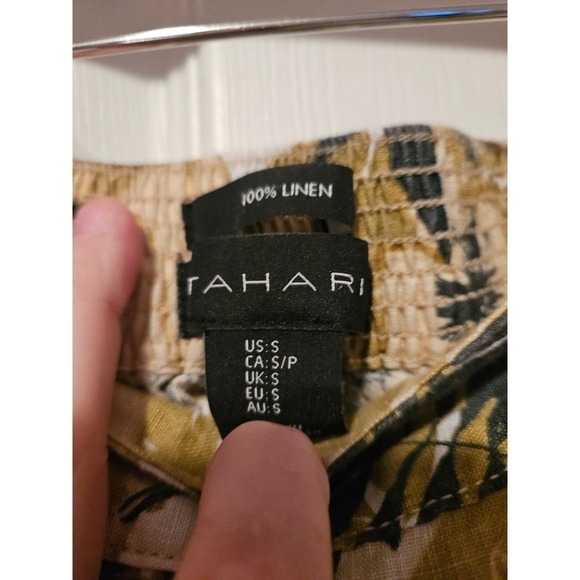 100% LINEN
TAHARI
US: S
CA: S/P
UK: S
EU: S
AU: S